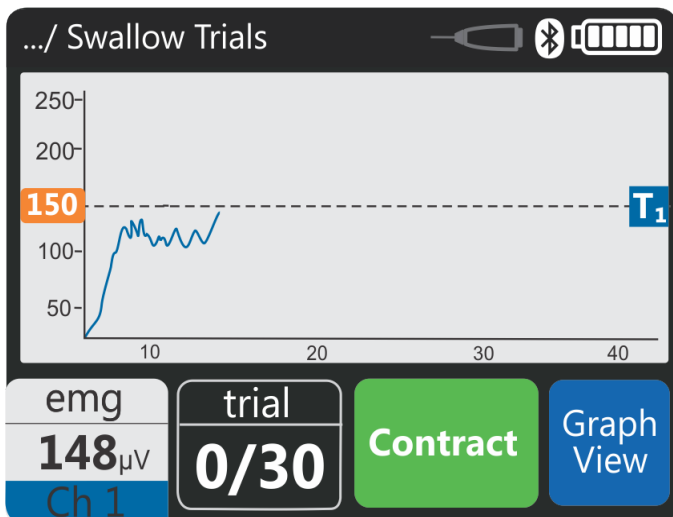 .../ Swallow Trials
250
200
150
T1
100
50
10 20 30 40
emg
148µV
Ch 1
trial
0/30
Contract
Graph
View